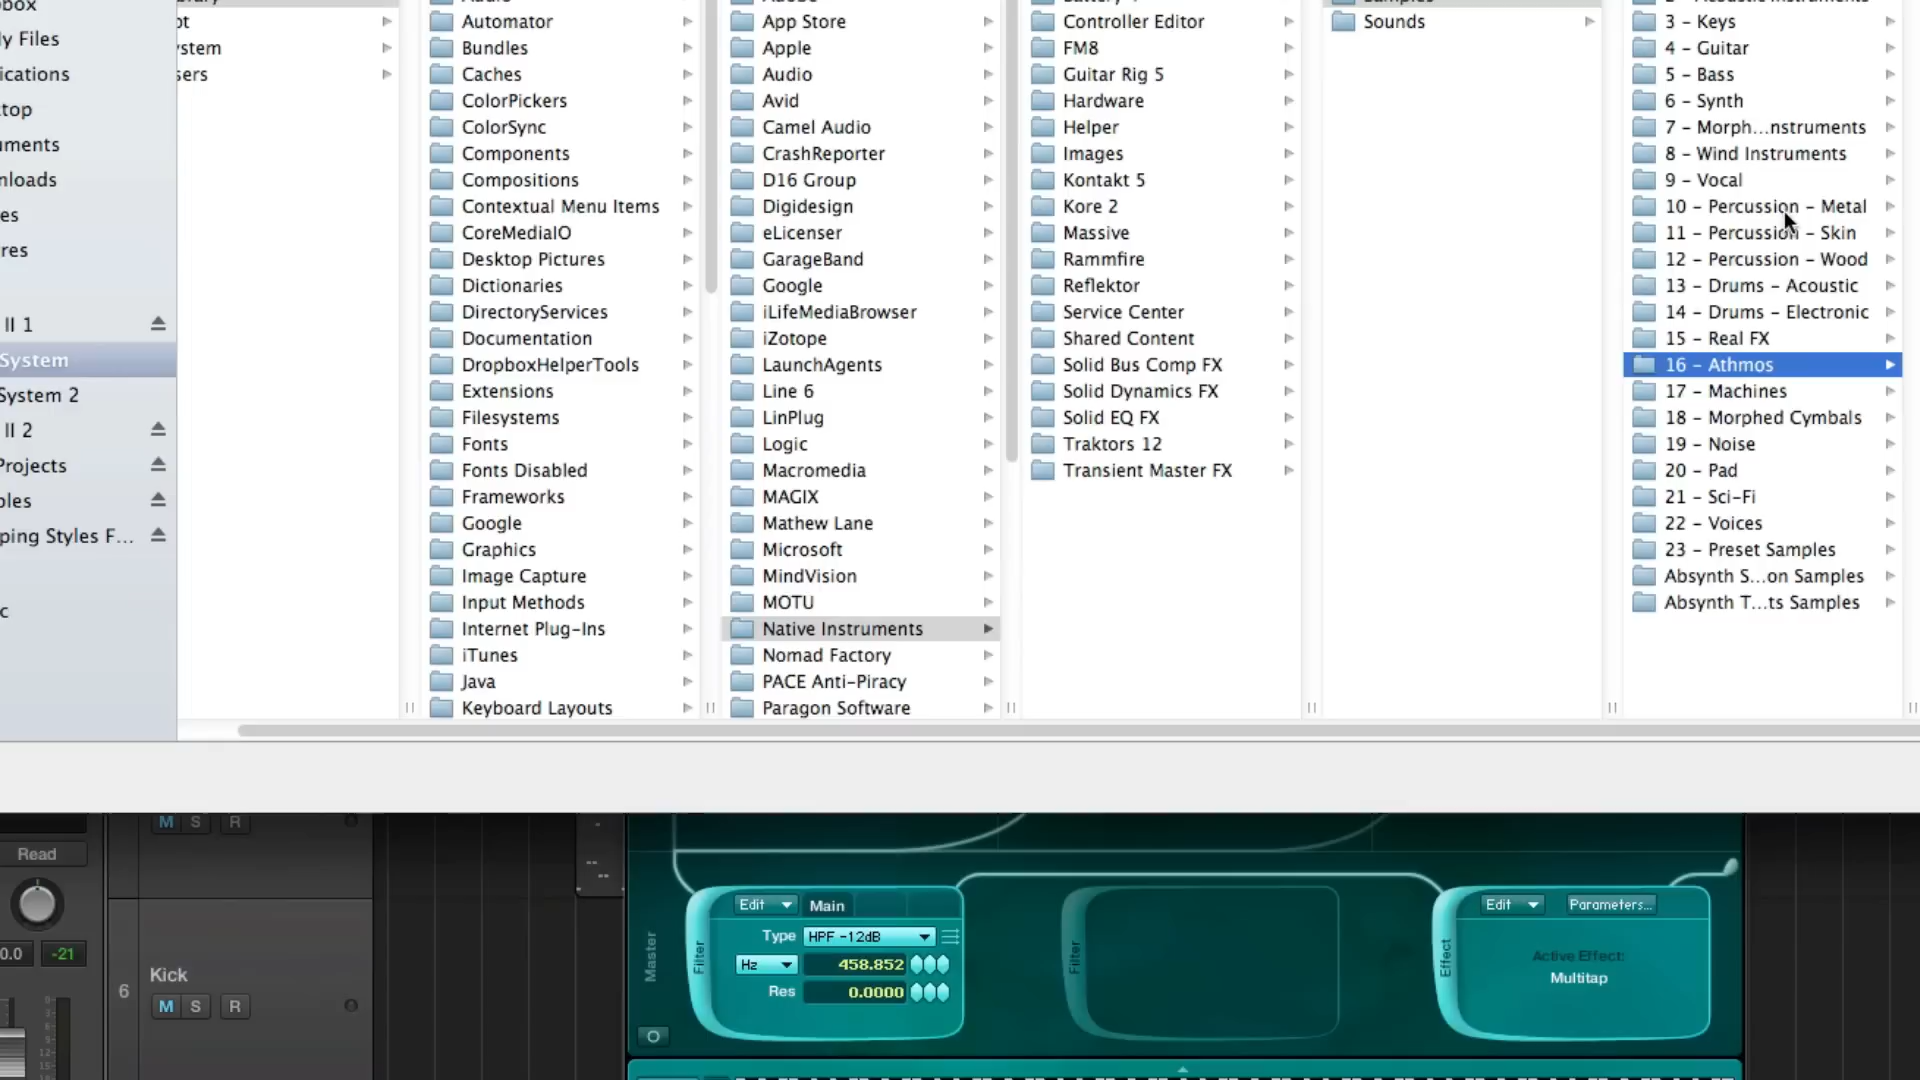 ly Files
ications
top
uments
nloads
es
res
II 1
System
System 2
II 2
Projects
ples
ping Styles F...
c
pt
ystem
sers
Automator
Bundles
Caches
ColorPickers
ColorSync
Components
Compositions
Contextual Menu Items
CoreMediaIO
Desktop Pictures
Dictionaries
DirectoryServices
Documentation
DropboxHelperTools
Extensions
Filesystems
Fonts
Fonts Disabled
Frameworks
Google
Graphics
Image Capture
Input Methods
Internet Plug-Ins
iTunes
Java
Keyboard Layouts
App Store
Apple
Audio
Avid
Camel Audio
CrashReporter
D16 Group
Digidesign
eLicenser
GarageBand
Google
iLifeMediaBrowser
iZotope
LaunchAgents
Line 6
LinPlug
Logic
Macromedia
MAGIX
Mathew Lane
Microsoft
MindVision
MOTU
Native Instruments
Nomad Factory
PACE Anti-Piracy
Paragon Software
Controller Editor
FM8
Guitar Rig 5
Hardware
Helper
Images
Kontakt 5
Kore 2
Massive
Rammfire
Reflektor
Service Center
Shared Content
Solid Bus Comp FX
Solid Dynamics FX
Solid EQ FX
Traktors 12
Transient Master FX
Samples
Sounds
3 - Keys
4 - Guitar
5 - Bass
6 - Synth
7 - Morph...nstruments
8 - Wind Instruments
9 - Vocal
10 - Percussion - Metal
11 - Percussion - Skin
12 - Percussion - Wood
13 - Drums - Acoustic
14 - Drums - Electronic
15 - Real FX
16 - Athmos
17 - Machines
18 - Morphed Cymbals
19 - Noise
20 - Pad
21 - Sci-Fi
22 - Voices
23 - Preset Samples
Absynth S...on Samples
Absynth T...ts Samples
M S R
Read
0.0 -21
6 Kick
M S R
Master
Filter
Edit Main
Type HPF -12dB
Hz 458.852
Res 0.0000
Filter
Effect
Edit Parameters...
Active Effect:
Multitap